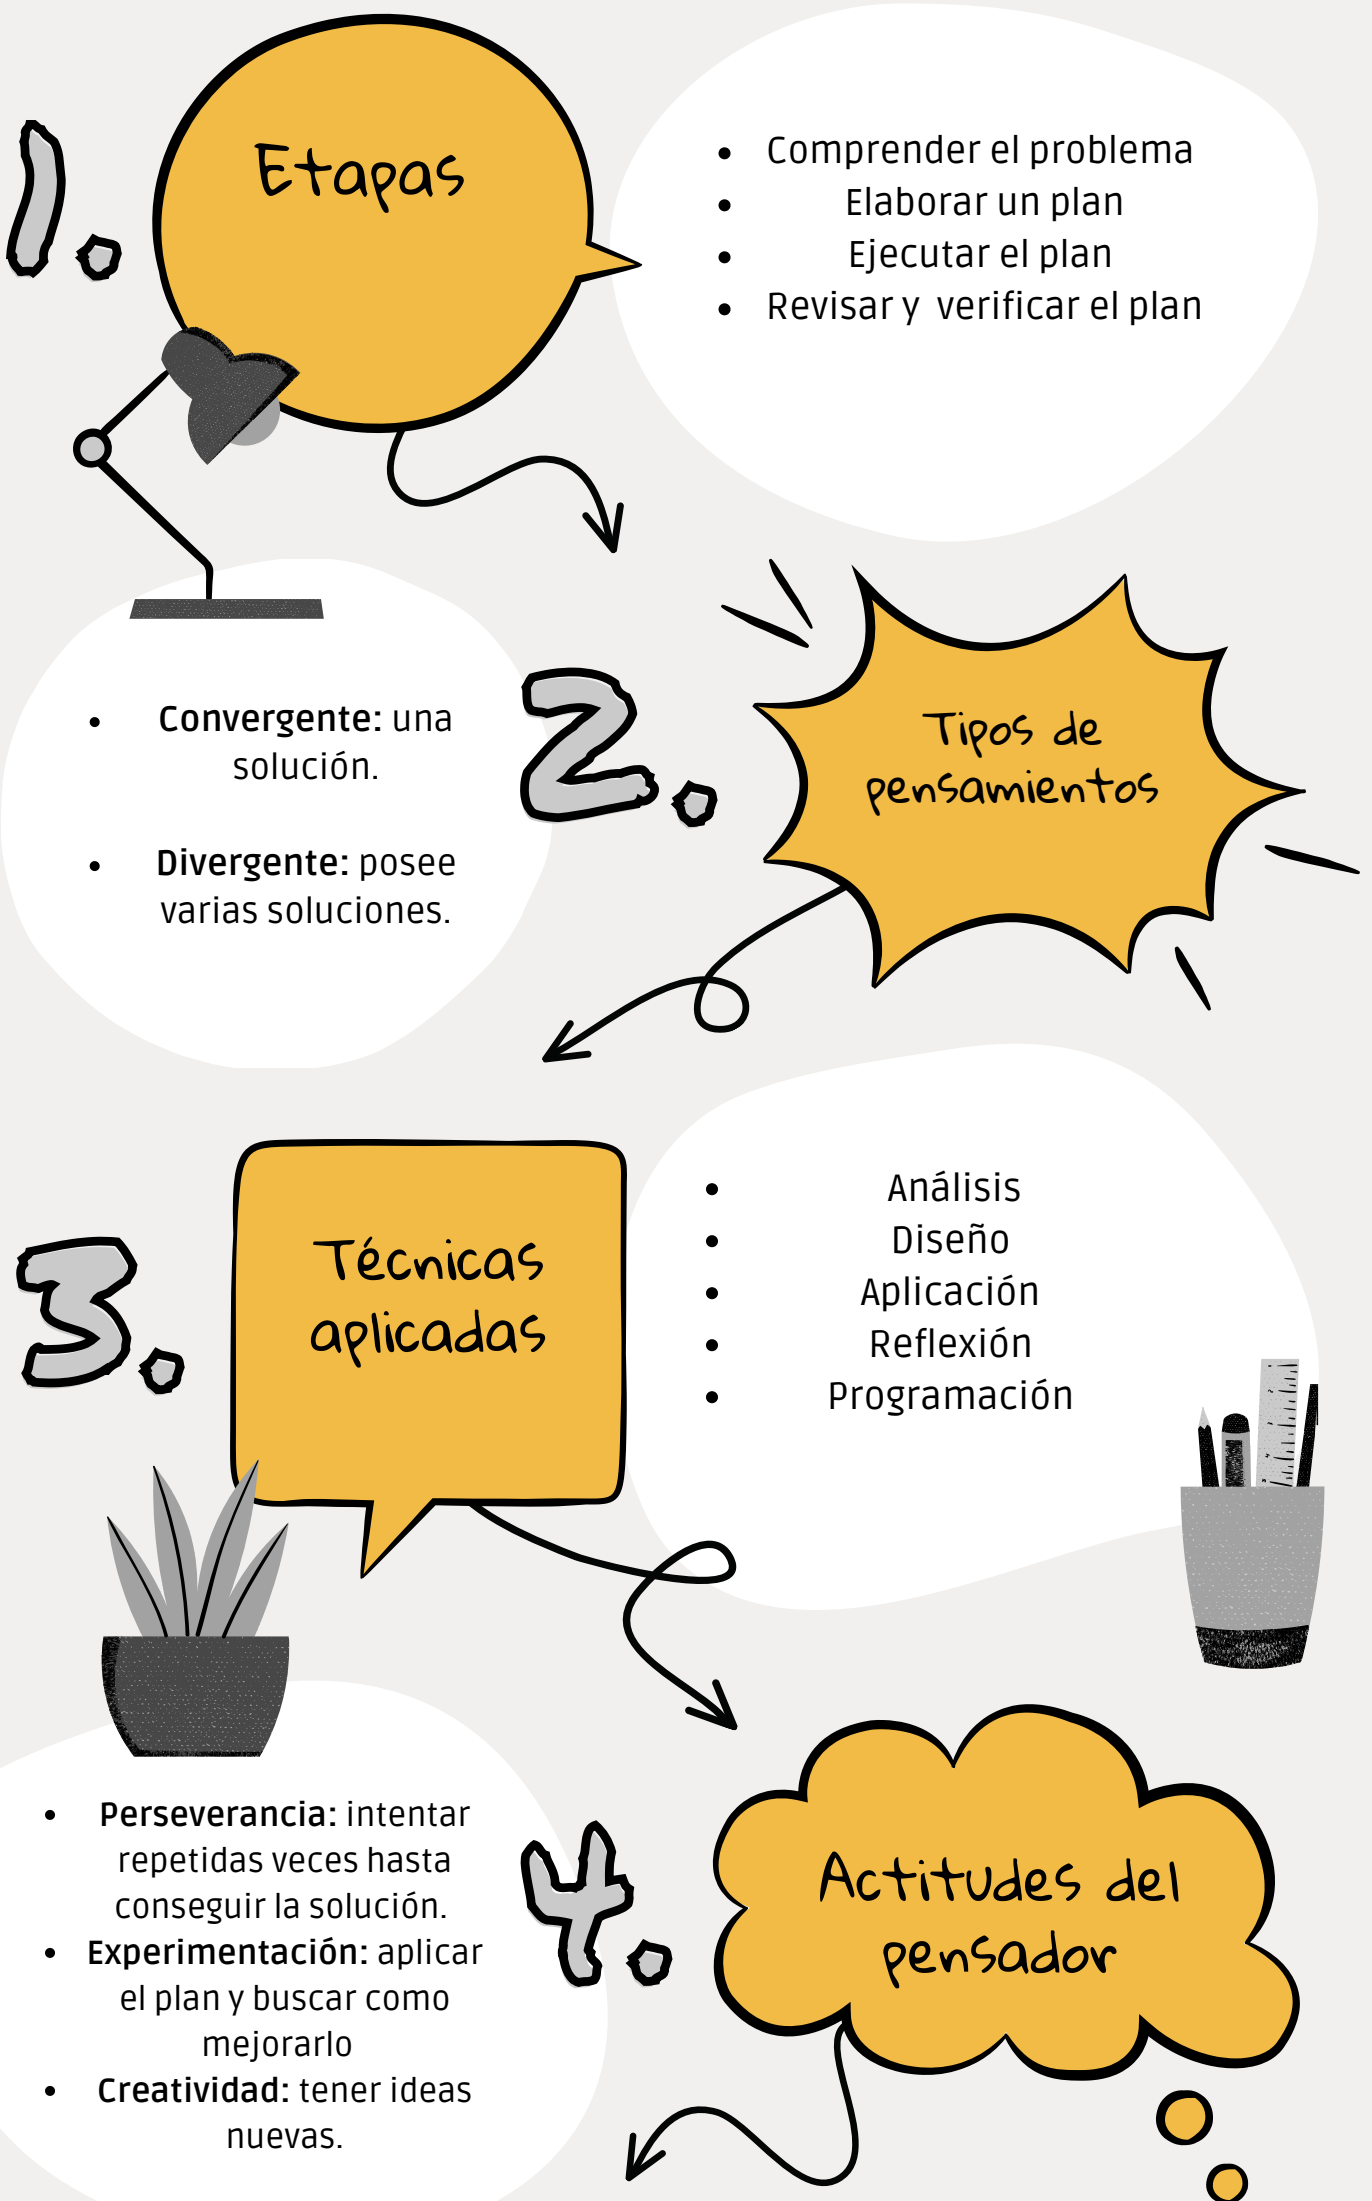 1.
Etapas
• Comprender el problema
• Elaborar un plan
• Ejecutar el plan
• Revisar y verificar el plan
2.
Tipos de
pensamientos
• Convergente: una
solución.
• Divergente: posee
varias soluciones.
3.
Técnicas
aplicadas
• Análisis
• Diseño
• Aplicación
• Reflexión
• Programación
4.
Actitudes del
pensador
• Perseverancia: intentar
repetidas veces hasta
conseguir la solución.
• Experimentación: aplicar
el plan y buscar como
mejorarlo
• Creatividad: tener ideas
nuevas.